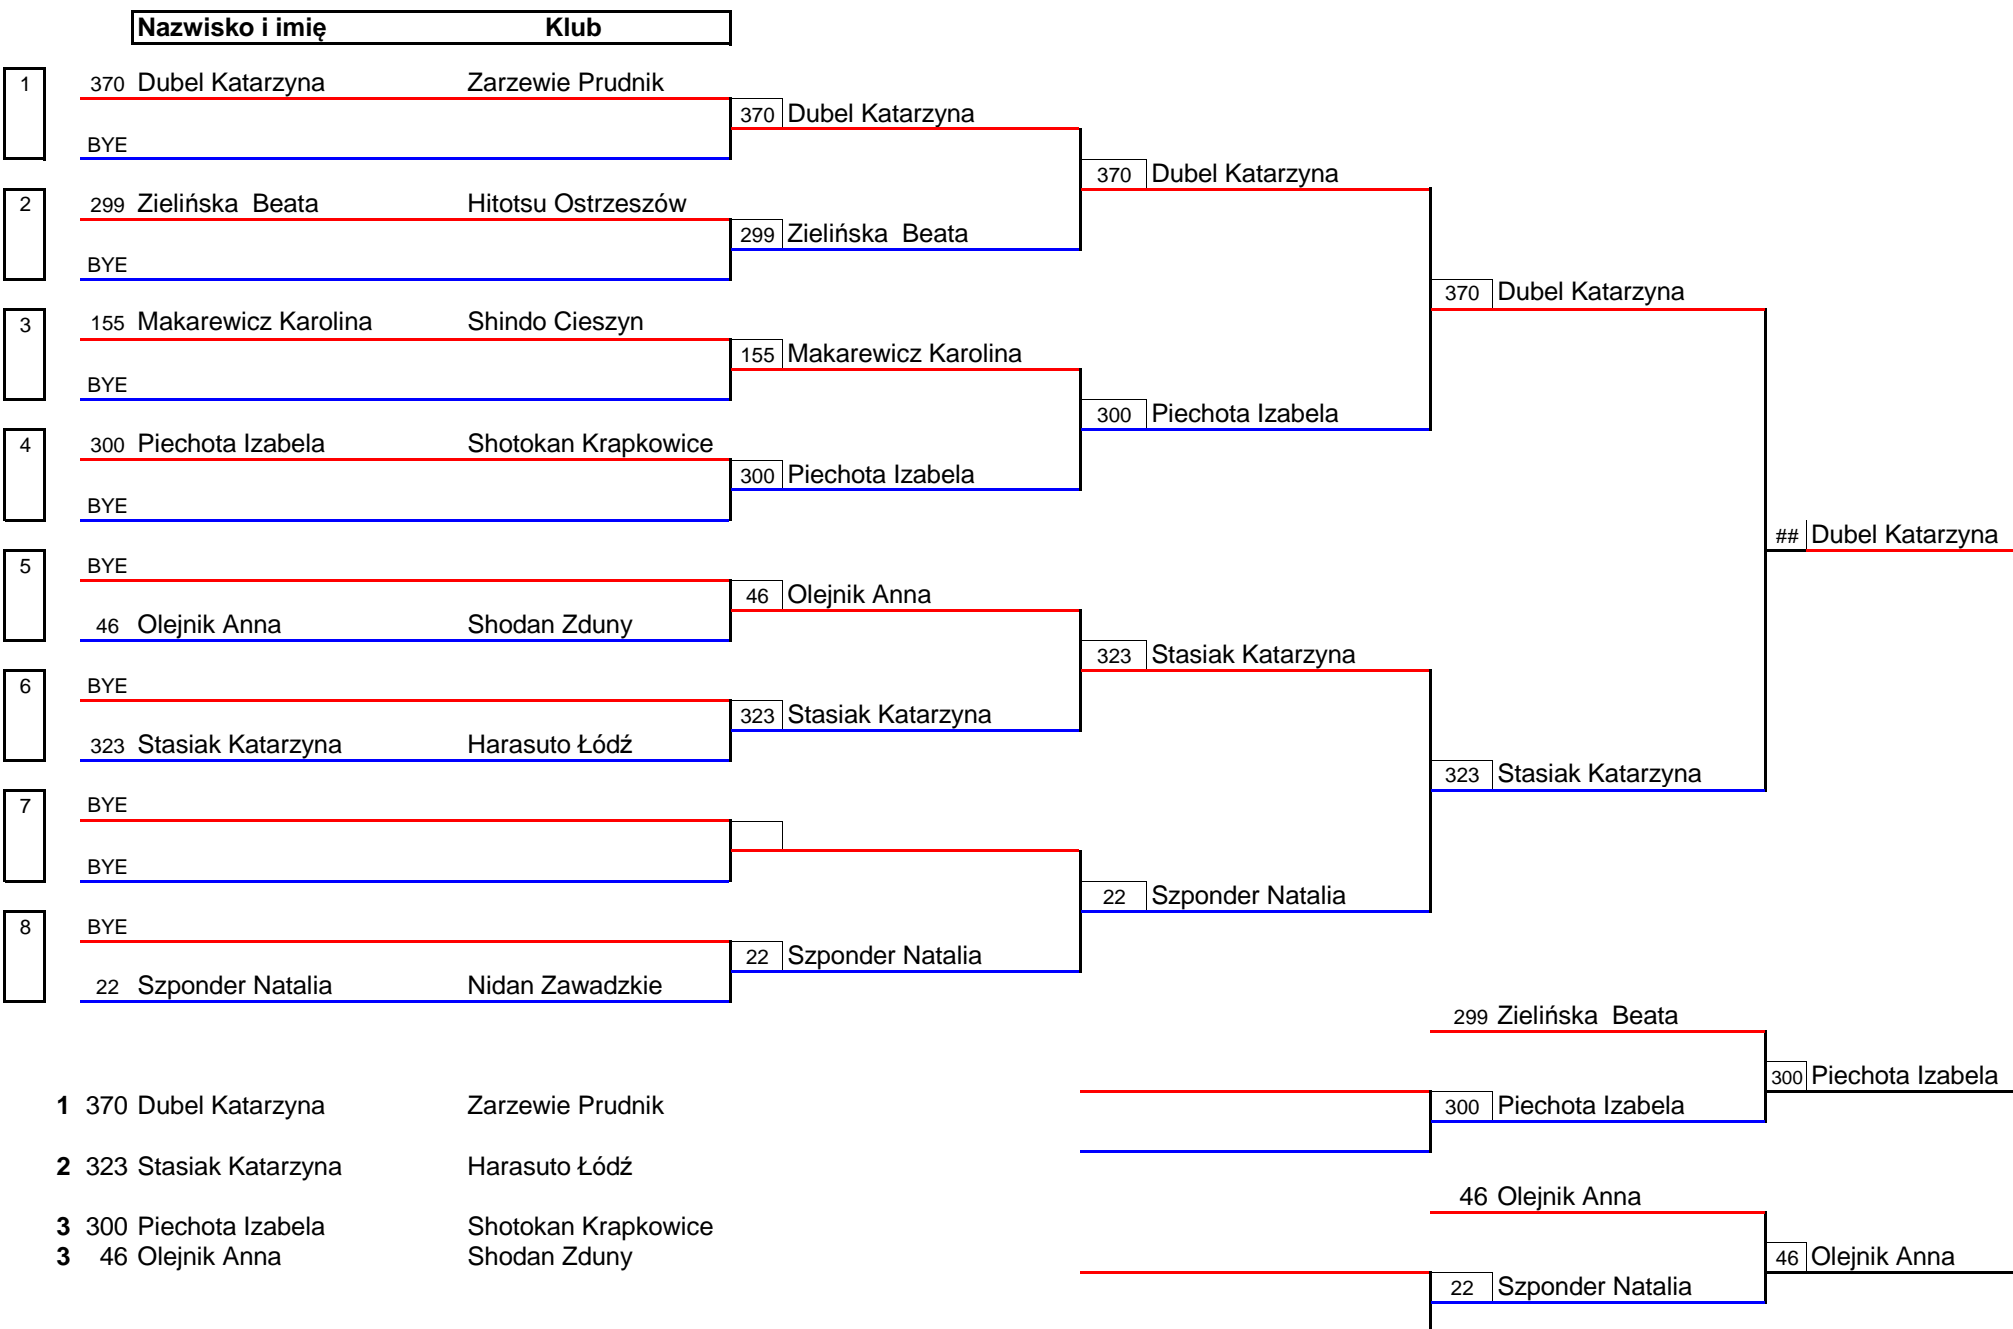 Nazwisko i imię Klub
1 370 Dubel Katarzyna Zarzewie Prudnik
370 Dubel Katarzyna
BYE
370 Dubel Katarzyna
2 299 Zielińska  Beata Hitotsu Ostrzeszów
299 Zielińska  Beata
BYE
370 Dubel Katarzyna
3 155 Makarewicz Karolina Shindo Cieszyn
155 Makarewicz Karolina
BYE
300 Piechota Izabela
4 300 Piechota Izabela Shotokan Krapkowice
300 Piechota Izabela
BYE
## Dubel Katarzyna
5 BYE
46 Olejnik Anna
46 Olejnik Anna Shodan Zduny
323 Stasiak Katarzyna
6 BYE
323 Stasiak Katarzyna
323 Stasiak Katarzyna Harasuto Łódź
323 Stasiak Katarzyna
7 BYE
BYE
22 Szponder Natalia
8 BYE
22 Szponder Natalia
22 Szponder Natalia Nidan Zawadzkie
299 Zielińska  Beata
300 Piechota Izabela
1 370 Dubel Katarzyna Zarzewie Prudnik
300 Piechota Izabela
2 323 Stasiak Katarzyna Harasuto Łódź
46 Olejnik Anna
3 300 Piechota Izabela Shotokan Krapkowice
3 46 Olejnik Anna Shodan Zduny
46 Olejnik Anna
22 Szponder Natalia